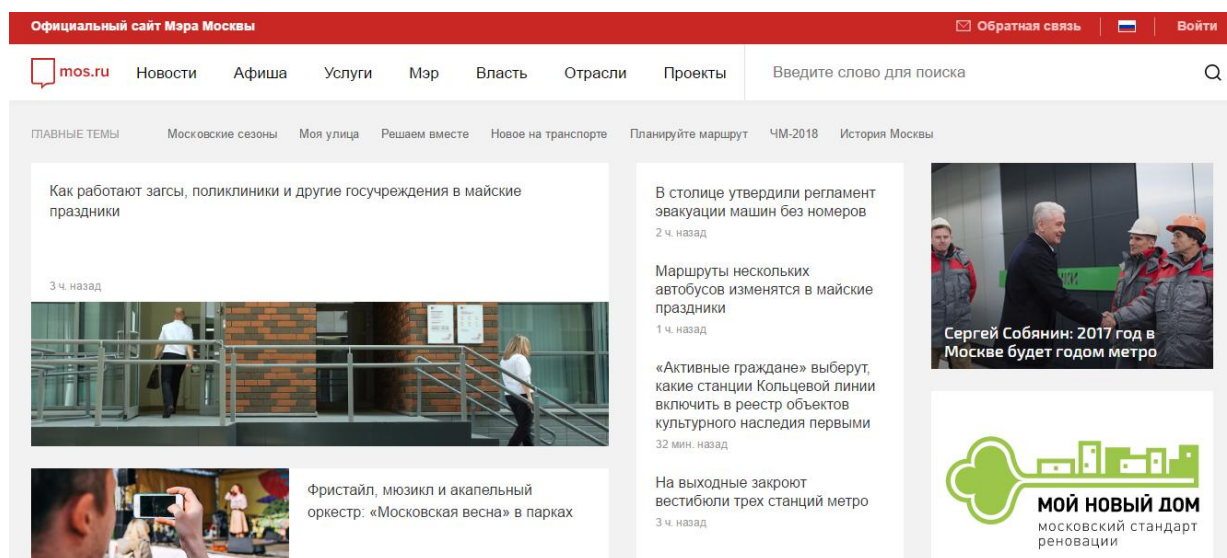 Официальный сайт Мэра Москвы
Обратная связь
Войти
mos.ru
Новости
Афиша
Услуги
Мэр
Власть
Отрасли
Проекты
Введите слово для поиска
ГЛАВНЫЕ ТЕМЫ
Московские сезоны
Моя улица
Решаем вместе
Новое на транспорте
Планируйте маршрут
ЧМ-2018
История Москвы
Как работают загсы, поликлиники и другие госучреждения в майские
праздники
3 ч. назад
Фристайл, мюзикл и акапельный
оркестр: «Московская весна» в парках
В столице утвердили регламент
эвакуации машин без номеров
2 ч. назад
Маршруты нескольких
автобусов изменятся в майские
праздники
1 ч. назад
«Активные граждане» выберут,
какие станции Кольцевой линии
включить в реестр объектов
культурного наследия первыми
32 мин. назад
На выходные закроют
вестибюли трех станций метро
3 ч. назад
Сергей Собянин: 2017 год в
Москве будет годом метро
МОЙ НОВЫЙ ДОМ
московский стандарт
реновации